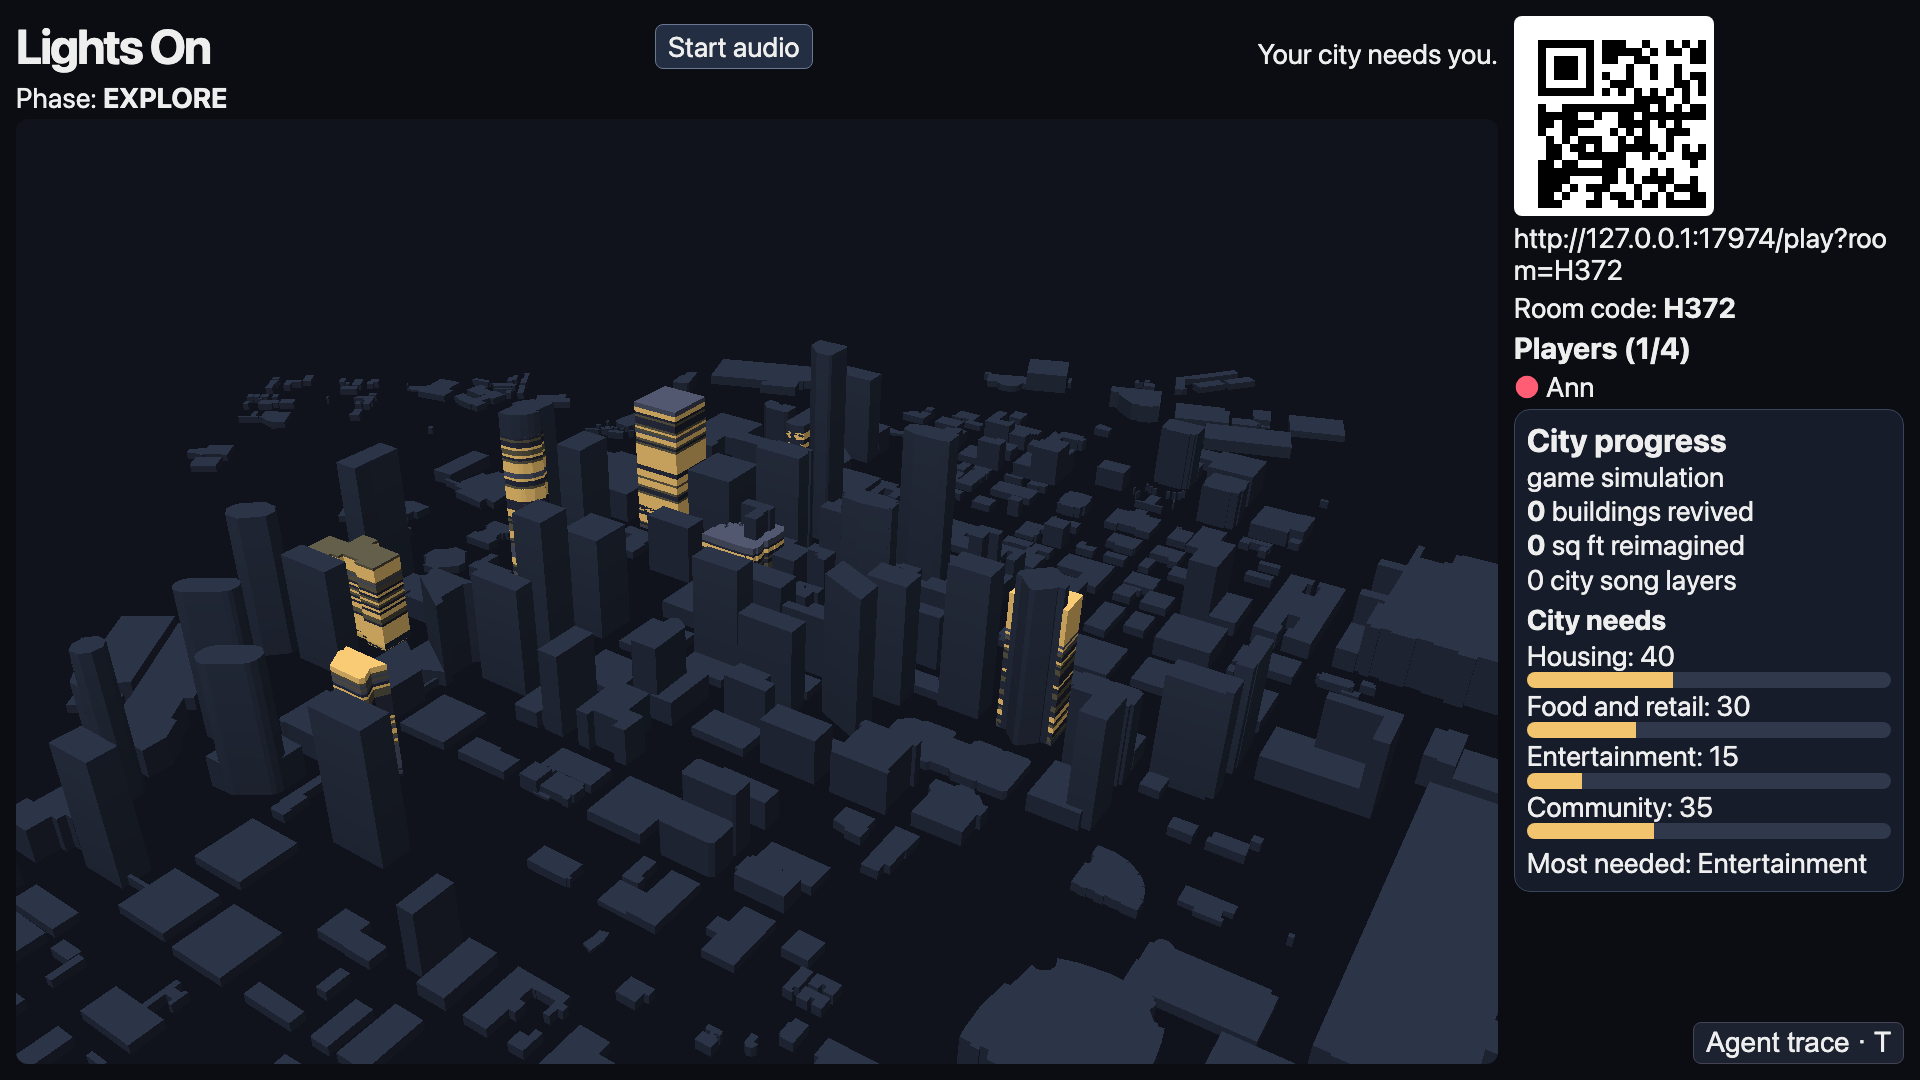 Lights On
Phase: EXPLORE
Start audio
Your city needs you.
http://127.0.0.1:17974/play?roo
m=H372
Room code: H372
Players (1/4)
Ann
City progress
game simulation
0 buildings revived
0 sq ft reimagined
0 city song layers
City needs
Housing: 40
Food and retail: 30
Entertainment: 15
Community: 35
Most needed: Entertainment
Agent trace · T